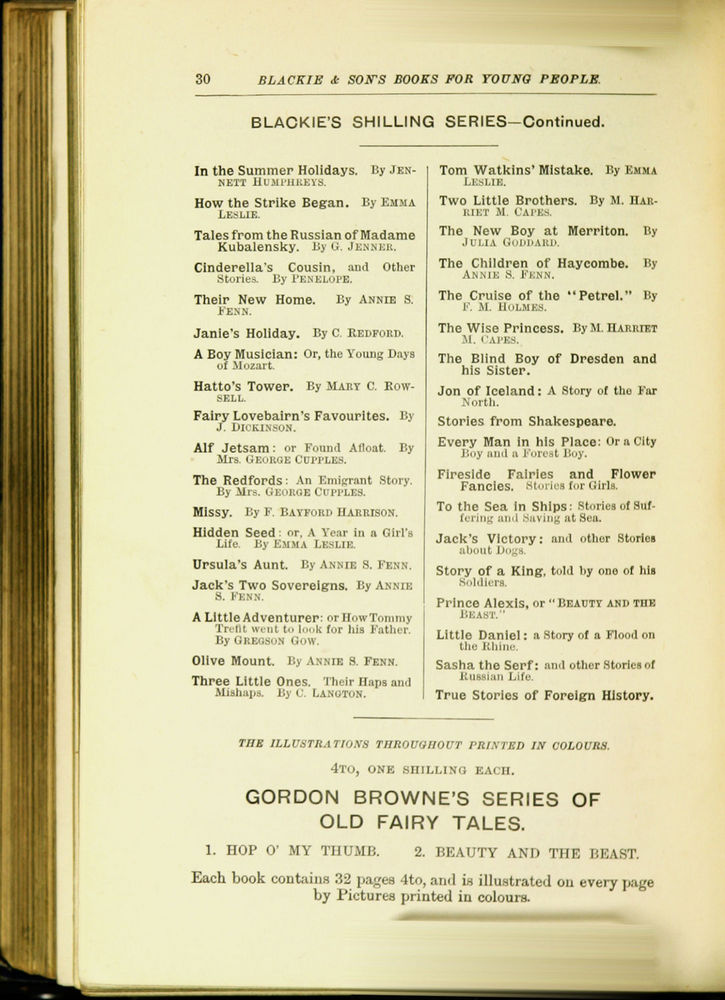 30 BLACKIE & SON'S BOOKS FOR YOUNG PEOPLE.
BLACKIE'S SHILLING SERIES—Continued.
In the Summer Holidays. By JEN-
NETT HUMPHREYS.
How the Strike Began. By EMMA
LESLIE.
Tales from the Russian of Madame
Kubalensky. By G. JENNER.
Cinderella's Cousin, and Other
Stories. By PENELOPE.
Their New Home. By ANNIE S.
FENN.
Janie's Holiday. By C. REDFORD.
A Boy Musician: Or, the Young Days
of Mozart.
Hatto's Tower. By MARY C. ROW-
SELL.
Fairy Lovebairn's Favourites. By
J. DICKINSON.
Alf Jetsam: or Found Afloat. By
Mrs. GEORGE CUPPLES.
The Redfords: An Emigrant Story.
By Mrs. GEORGE CUPPLES.
Missy. By F. BAYFORD HARRISON.
Hidden Seed: or, A Year in a Girl's
Life. By EMMA LESLIE.
Ursula's Aunt. By ANNIE S. FENN.
Jack's Two Sovereigns. By ANNIE
S. FENN.
A Little Adventurer: or How Tommy
Trefit went to look for his Father.
By GREGSON GOW.
Olive Mount. By ANNIE S. FENN.
Three Little Ones. Their Haps and
Mishaps. By C. LANGTON.
Tom Watkins' Mistake. By EMMA
LESLIE.
Two Little Brothers. By M. HAR-
RIET M. CAPES.
The New Boy at Merriton. By
JULIA GODDARD.
The Children of Haycombe. By
ANNIE S. FENN.
The Cruise of the "Petrel." By
F. M. HOLMES.
The Wise Princess. By M. HARRIET
M. CAPES.
The Blind Boy of Dresden and
his Sister.
Jon of Iceland: A Story of the Far
North.
Stories from Shakespeare.
Every Man in his Place: Or a City
Boy and a Forest Boy.
Fireside Fairies and Flower
Fancies. Stories for Girls.
To the Sea in Ships: Stories of Suf-
fering and Saving at Sea.
Jack's Victory: and other Stories
about Dogs.
Story of a King, told by one of his
Soldiers.
Prince Alexis, or "BEAUTY AND THE
BEAST."
Little Daniel: a Story of a Flood on
the Rhine.
Sasha the Serf: and other Stories of
Russian Life.
True Stories of Foreign History.
THE ILLUSTRATIONS THROUGHOUT PRINTED IN COLOURS.
4TO, ONE SHILLING EACH.
GORDON BROWNE'S SERIES OF
OLD FAIRY TALES.
1. HOP O' MY THUMB. 2. BEAUTY AND THE BEAST.
Each book contains 32 pages 4to, and is illustrated on every page
by Pictures printed in colours.